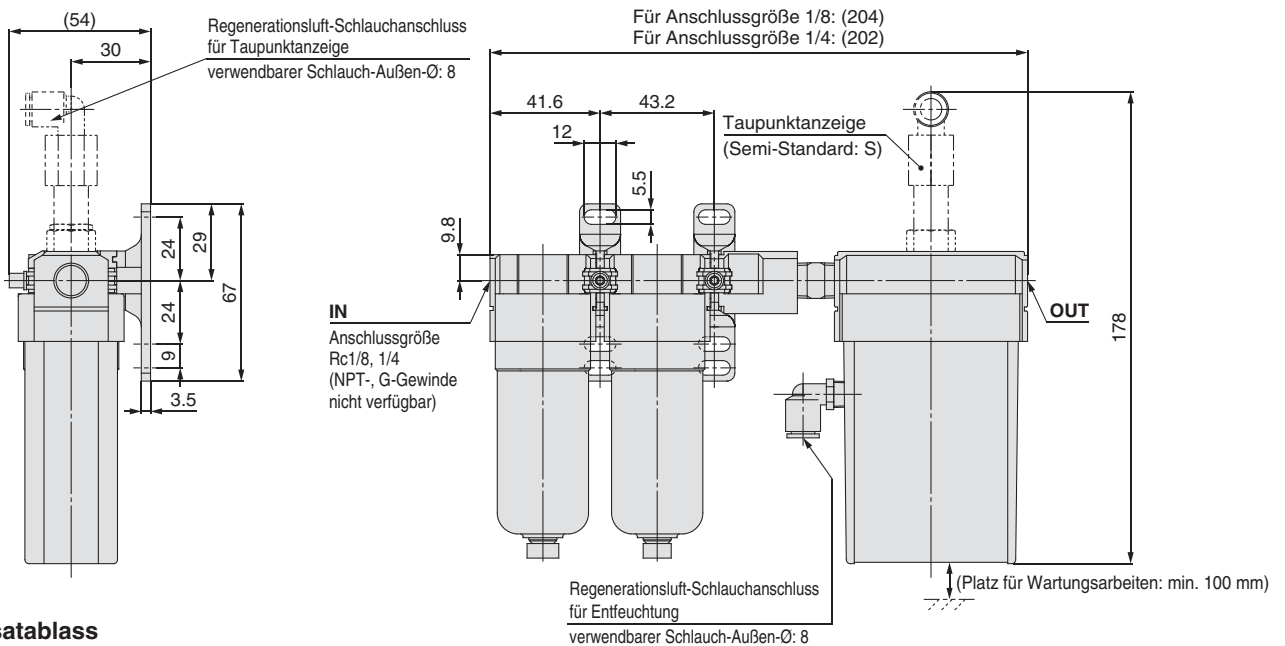 (54)
30
Regenerationsluft-Schlauchanschluss
für Taupunktanzeige
verwendbarer Schlauch-Außen-Ø: 8
24
29
67
24
9
3.5
Für Anschlussgröße 1/8: (204)
Für Anschlussgröße 1/4: (202)
41.6
43.2
12
5.5
9.8
Taupunktanzeige
(Semi-Standard: S)
IN
Anschlussgröße
Rc1/8, 1/4
(NPT-, G-Gewinde
nicht verfügbar)
OUT
178
(Platz für Wartungsarbeiten: min. 100 mm)
Regenerationsluft-Schlauchanschluss
für Entfeuchtung
verwendbarer Schlauch-Außen-Ø: 8